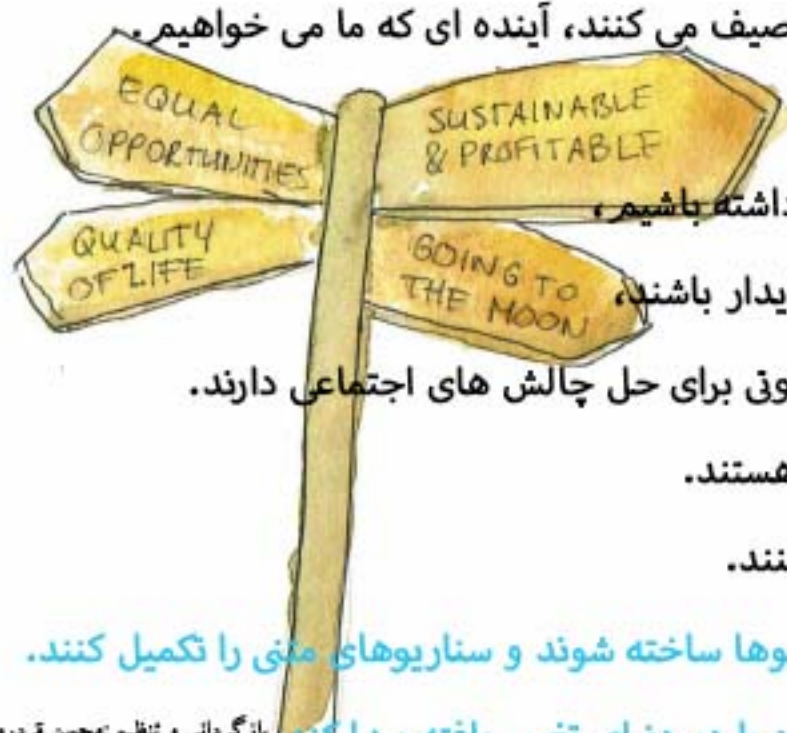 صیف می کنند، آینده ای که ما می خواهیم.
EQUAL
OPPORTUNITIES
SUSTAINABLE
& PROFITABLE
داشته باشیم،
QUALITY
OF LIFE
GOING TO
THE MOON
یدار باشند،
وتی برای حل چالش های اجتماعی دارند.
هستند.
نند.
وها ساخته شوند و سناریوهای متنی را تکمیل کنند.